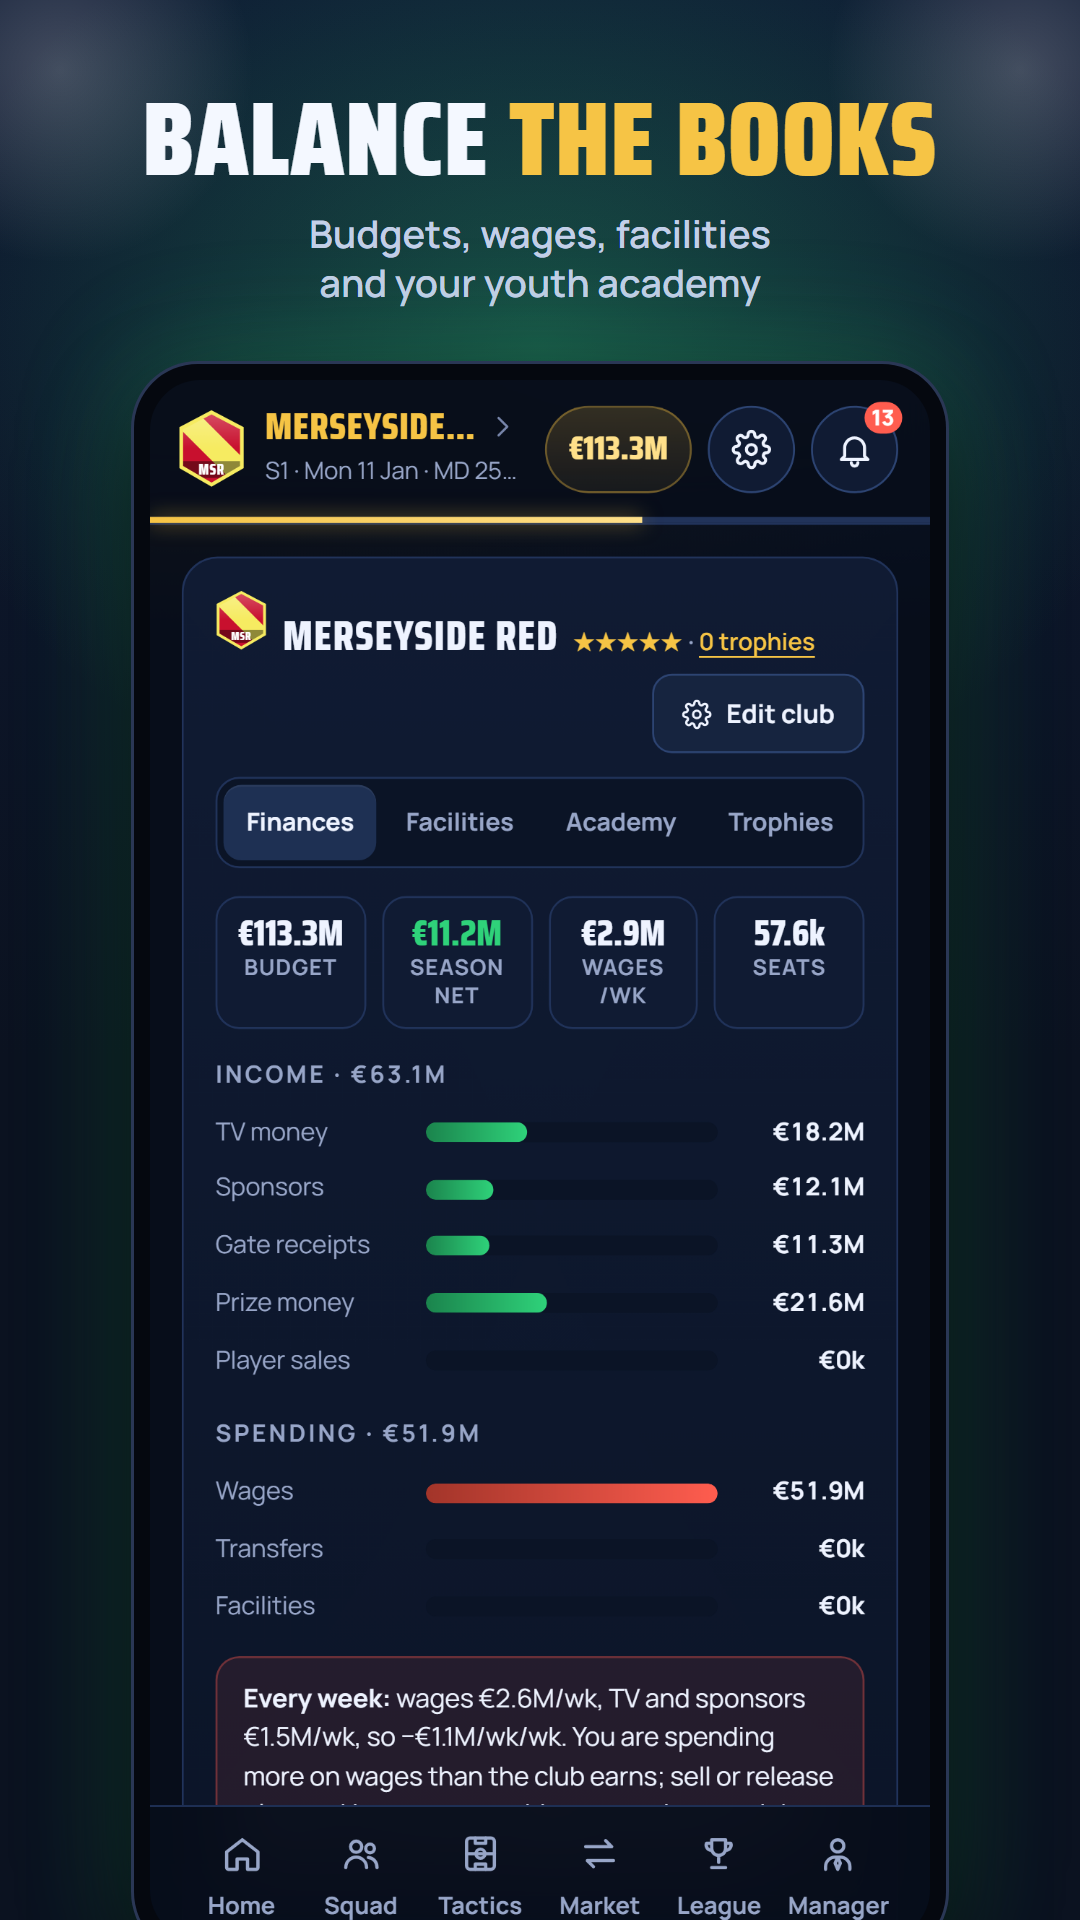 BALANCE THE BOOKS
Budgets, wages, facilities
and your youth academy
MSR
MERSEYSIDE...
S1 · Mon 11 Jan · MD 25...
€113.3M
13
MSR
MERSEYSIDE RED ★★★★★ · 0 trophies
Edit club
Finances Facilities Academy Trophies
€113.3M €11.2M €2.9M 57.6k
BUDGET SEASON WAGES SEATS
NET /WK
INCOME · €63.1M
TV money €18.2M
Sponsors €12.1M
Gate receipts €11.3M
Prize money €21.6M
Player sales €0k
SPENDING · €51.9M
Wages €51.9M
Transfers €0k
Facilities €0k
Every week: wages €2.6M/wk, TV and sponsors
€1.5M/wk, so −€1.1M/wk/wk. You are spending
more on wages than the club earns; sell or release
Home Squad Tactics Market League Manager